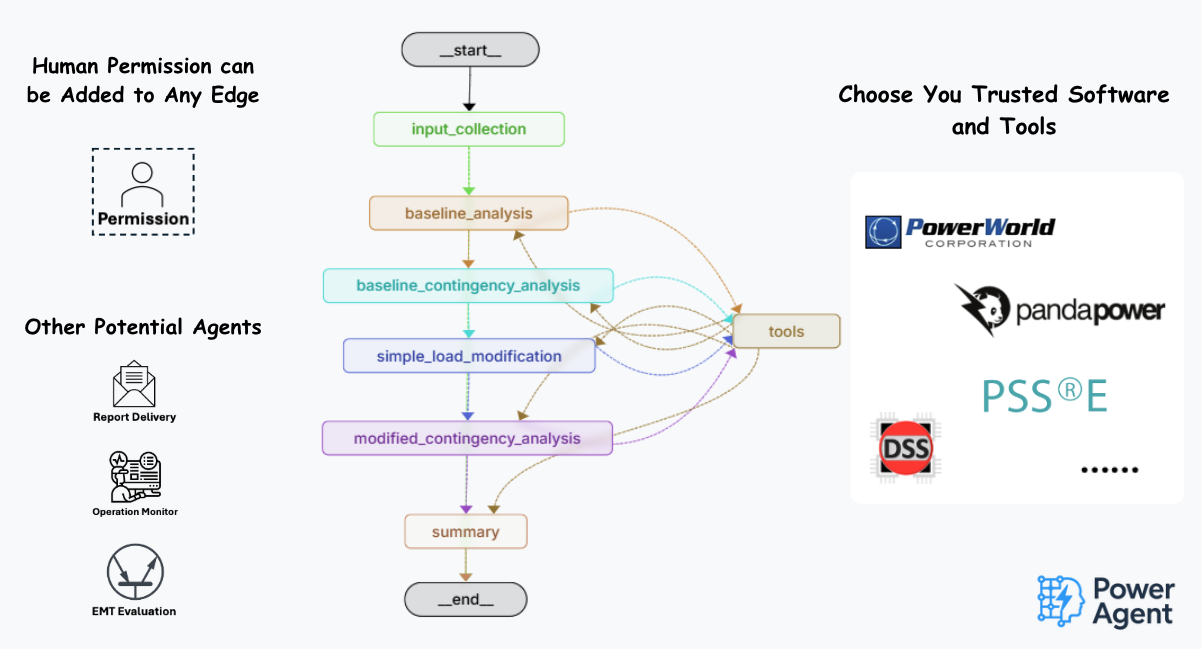 Human Permission can
be Added to Any Edge
Permission
Other Potential Agents
Report Delivery
Operation Monitor
EMT Evaluation
__start__
input_collection
baseline_analysis
baseline_contingency_analysis
simple_load_modification
modified_contingency_analysis
summary
__end__
tools
Choose You Trusted Software
and Tools
PowerWorld
CORPORATION
pandapower
PSS®E
DSS
......
Power
Agent